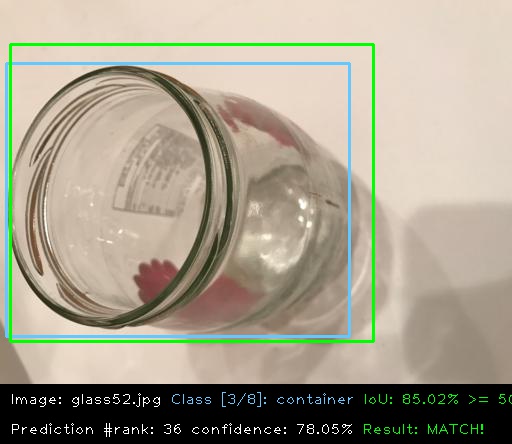 Image: glass52.jpg Class [3/8]: container IoU: 85.02% >= 50
Prediction #rank: 36 confidence: 78.05% Result: MATCH!